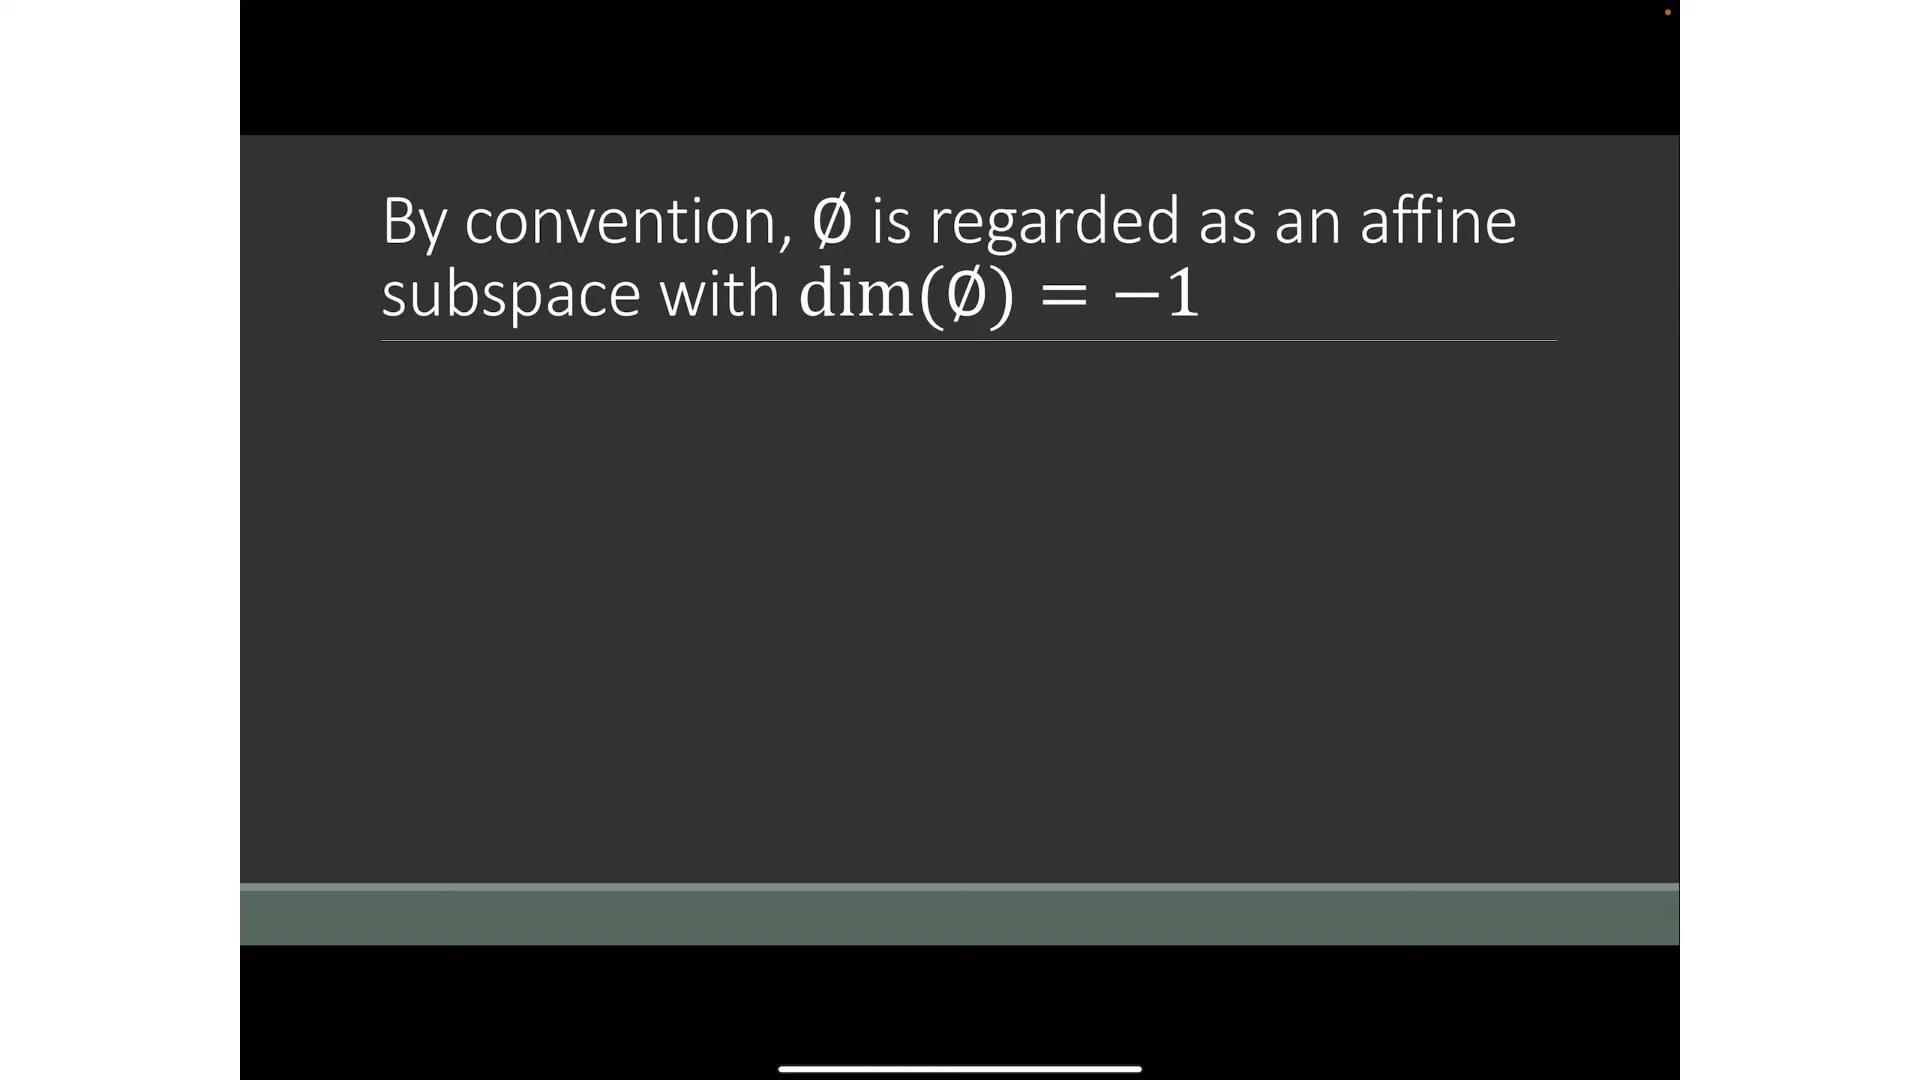 By convention, ∅ is regarded as an affine
subspace with dim(∅) = −1